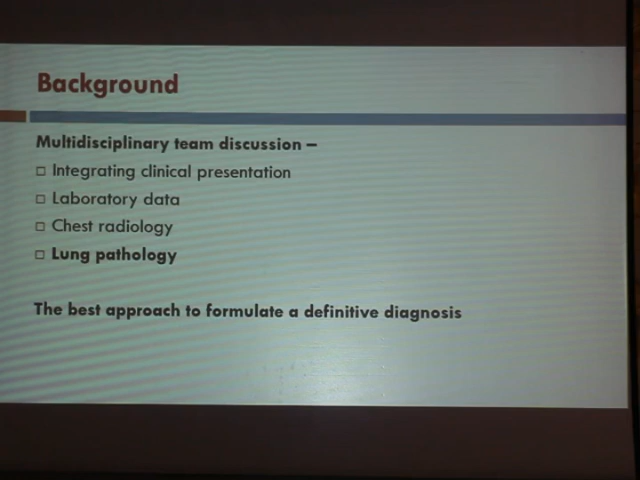 Background
Multidisciplinary team discussion –
Integrating clinical presentation
Laboratory data
Chest radiology
Lung pathology
The best approach to formulate a definitive diagnosis